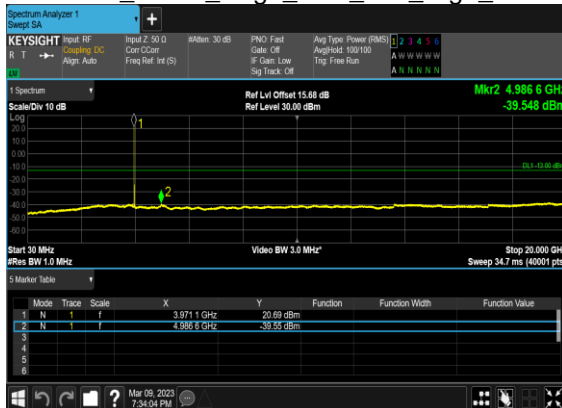 Spectrum Analyzer 1
Swept SA
+
KEYSIGHT Input: RF Input Z: 50 Ω #Atten: 30 dB PNO: Fast Avg Type: Power (RMS) 1 2 3 4 5 6
R T Coupling: DC Corr CCorr Gate: Off Avg|Hold: 100/100 A W W W W W
Align: Auto Freq Ref: Int (S) IF Gain: Low Trig: Free Run
Sig Track: Off A N N N N N
1 Spectrum Ref Lvl Offset 15.68 dB Mkr2 4.986 6 GHz
Scale/Div 10 dB Ref Level 30.00 dBm -39.548 dBm
Log
20.0 1
10.0
0.00
-10.0 DL1 -13.00 dBm
-20.0
-30.0 2
-40.0
-50.0
-60.0
Start 30 MHz Video BW 3.0 MHz* Stop 20.000 GHz
#Res BW 1.0 MHz Sweep 34.7 ms (40001 pts)
5 Marker Table
Mode Trace Scale X Y Function Function Width Function Value
1 N 1 f 3.971 1 GHz 20.69 dBm
2 N 1 f 4.986 6 GHz -39.55 dBm
3
4
5
6
? Mar 09, 2023
7:34:04 PM